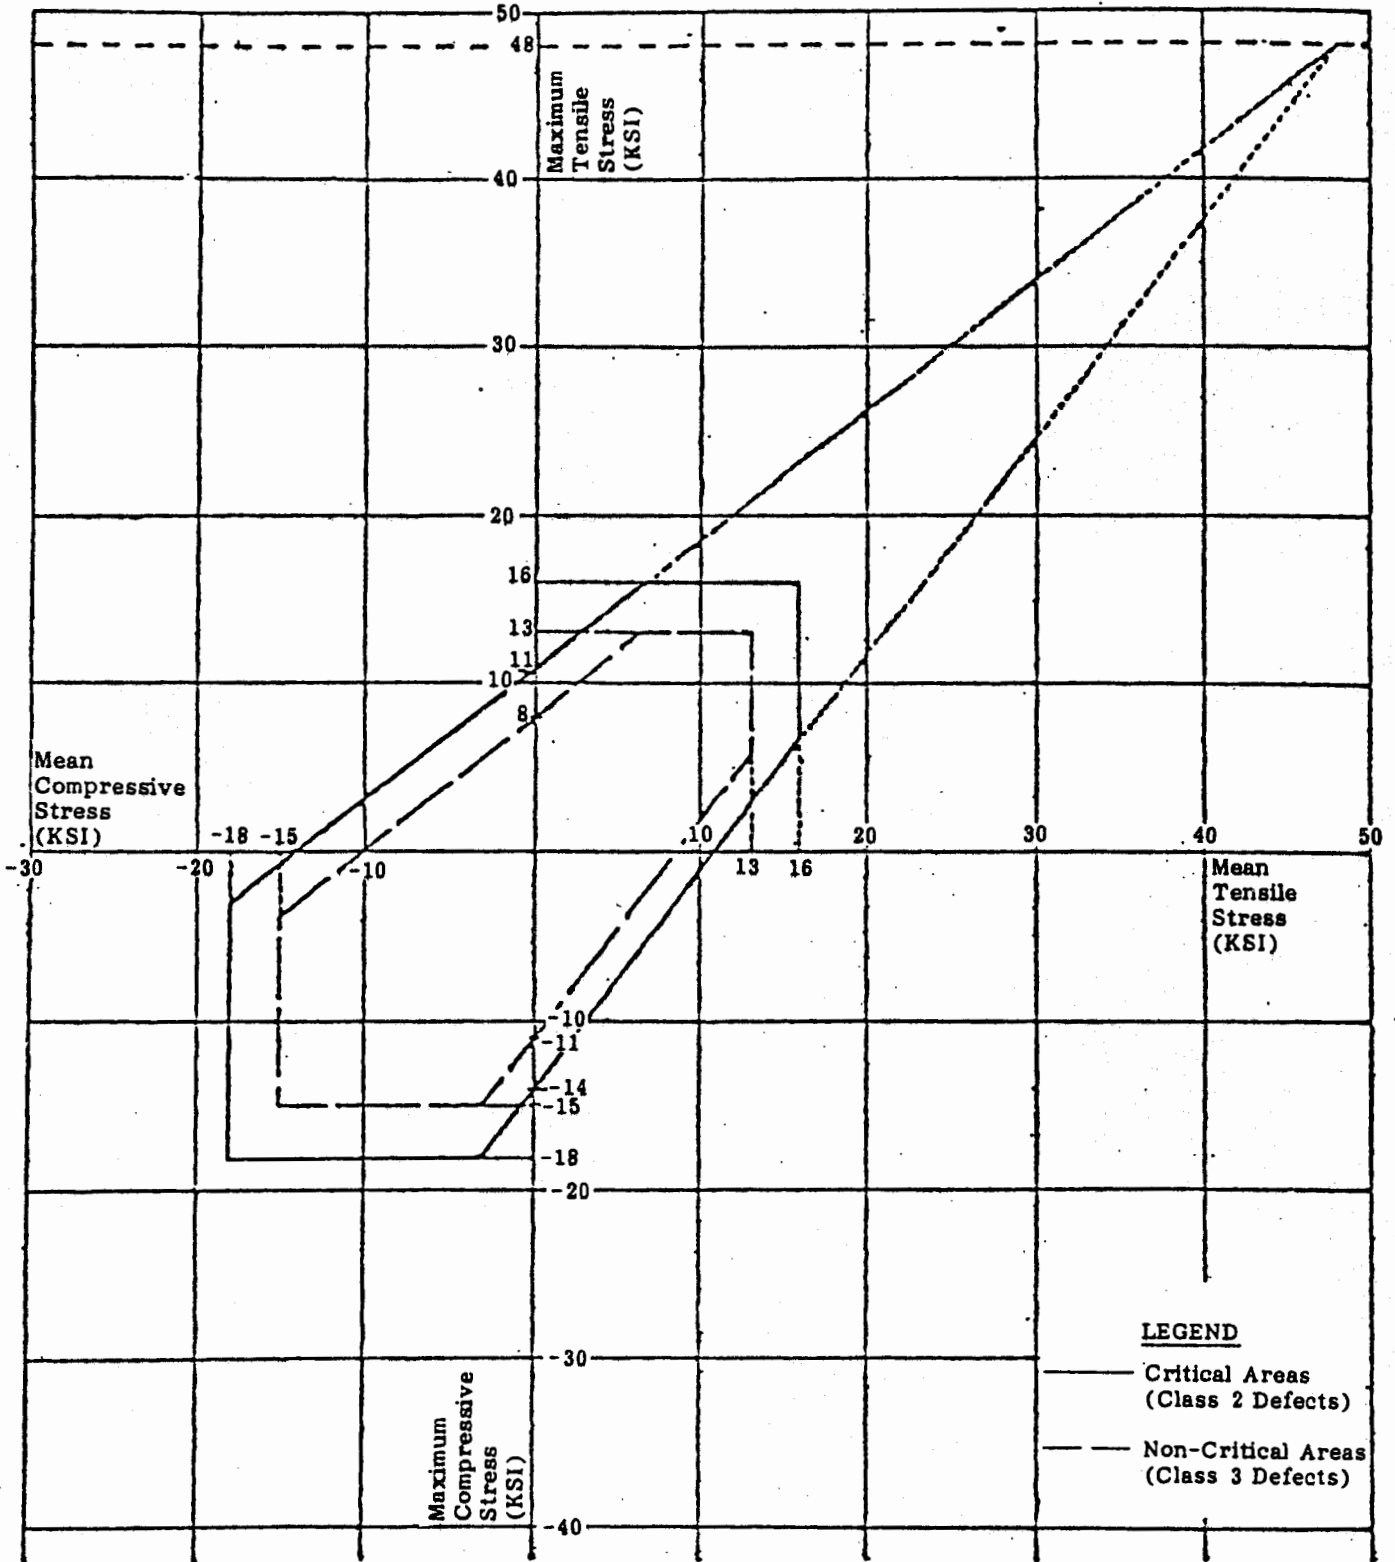 50
48
Maximum
Tensile
Stress
(KSI)
40
30
20
16
13
11
10
8
Mean
Compressive
Stress
(KSI)
-18 -15
10 20 30 40 50
-30 -20 -10 13 16
Mean
Tensile
Stress
(KSI)
-10
-11
-14
-15
-18
-20
-30
-40
Maximum
Compressive
Stress
(KSI)
LEGEND
Critical Areas
(Class 2 Defects)
Non-Critical Areas
(Class 3 Defects)